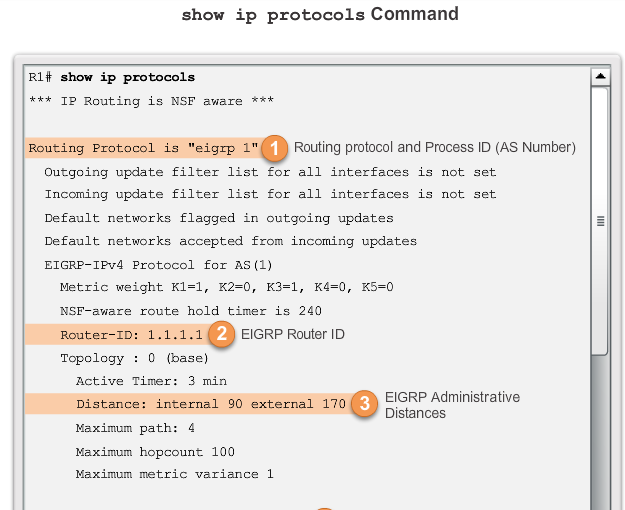 show ip protocols Command
R1# show ip protocols
*** IP Routing is NSF aware ***
Routing Protocol is "eigrp 1" 1 Routing protocol and Process ID (AS Number)
Outgoing update filter list for all interfaces is not set
Incoming update filter list for all interfaces is not set
Default networks flagged in outgoing updates
Default networks accepted from incoming updates
EIGRP-IPv4 Protocol for AS(1)
Metric weight K1=1, K2=0, K3=1, K4=0, K5=0
NSF-aware route hold timer is 240
Router-ID: 1.1.1.1 2 EIGRP Router ID
Topology : 0 (base)
Active Timer: 3 min
Distance: internal 90 external 170 3 EIGRP Administrative
Distances
Maximum path: 4
Maximum hopcount 100
Maximum metric variance 1